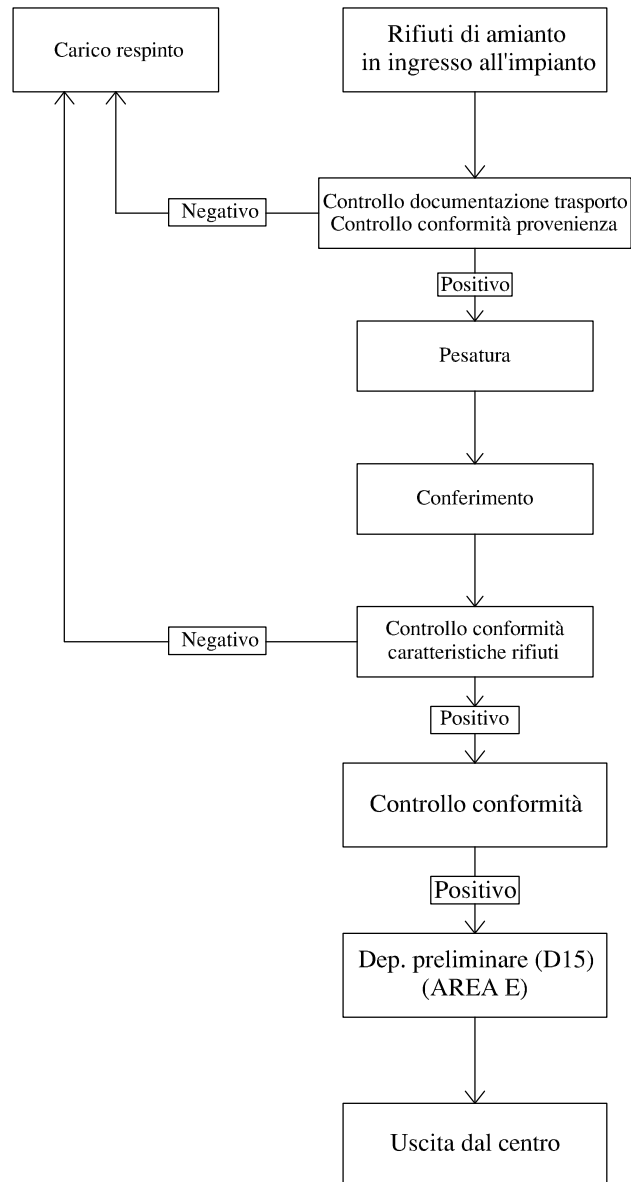 Carico respinto
Rifiuti di amianto
in ingresso all'impianto
Controllo documentazione trasporto
Controllo conformità provenienza
Negativo
Positivo
Pesatura
Conferimento
Controllo conformità
caratteristiche rifiuti
Negativo
Positivo
Controllo conformità
Positivo
Dep. preliminare (D15)
(AREA E)
Uscita dal centro